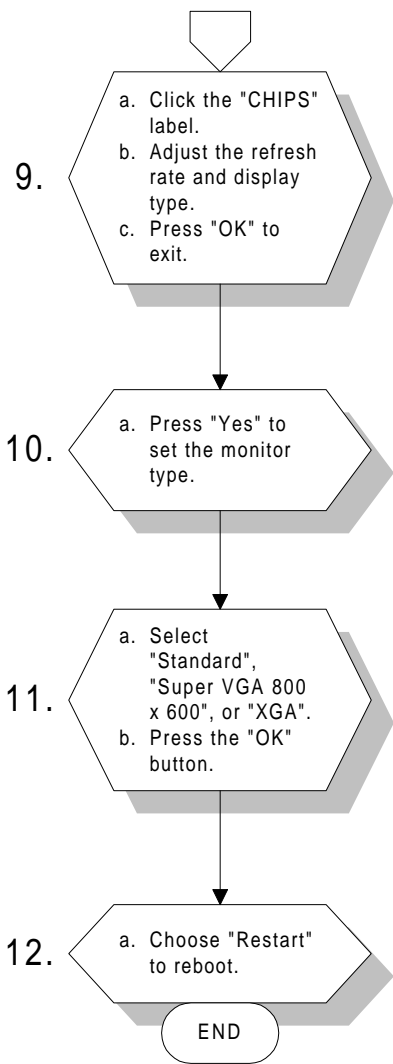 9.
a. Click the "CHIPS"
label.
b. Adjust the refresh
rate and display
type.
c. Press "OK" to
exit.
10.
a. Press "Yes" to
set the monitor
type.
11.
a. Select
"Standard",
"Super VGA 800
x 600", or "XGA".
b. Press the "OK"
button.
12.
a. Choose "Restart"
to reboot.
END